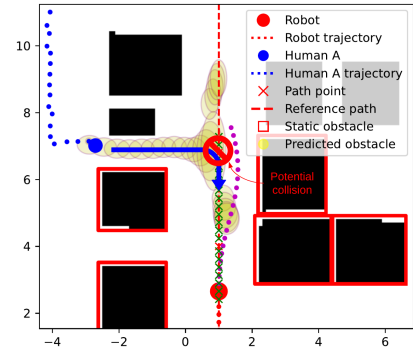 Robot
Robot trajectory
Human A
Human A trajectory
Path point
Reference path
Static obstacle
Predicted obstacle
Potential
collision
10
8
6
4
2
−4
−2
0
2
4
6